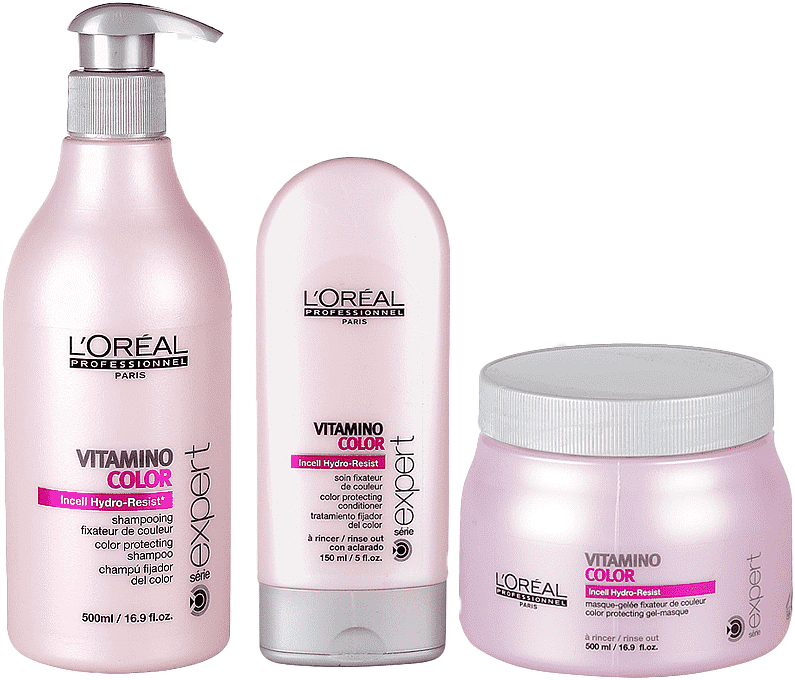 L'ORÉAL
PROFESSIONNEL
PARIS
VITAMINO
COLOR
Incell Hydro-Resist*
shampooing
fixateur de couleur
color protecting
shampoo
champú fijador
del color
500ml / 16.9 fl.oz.
série expert
L'ORÉAL
PROFESSIONNEL
PARIS
VITAMINO
COLOR
Incell Hydro-Resist
soin fixateur
de couleur
color protecting
conditioner
tratamiento fijador
del color
à rincer / rinse out
con aclarado
150 ml / 5 fl.oz.
série expert
L'ORÉAL
PROFESSIONNEL
PARIS
VITAMINO
COLOR
Incell Hydro-Resist
masque-gelée fixateur de couleur
color protecting gel-masque
à rincer / rinse out
500 ml / 16.9 fl.oz.
série expert